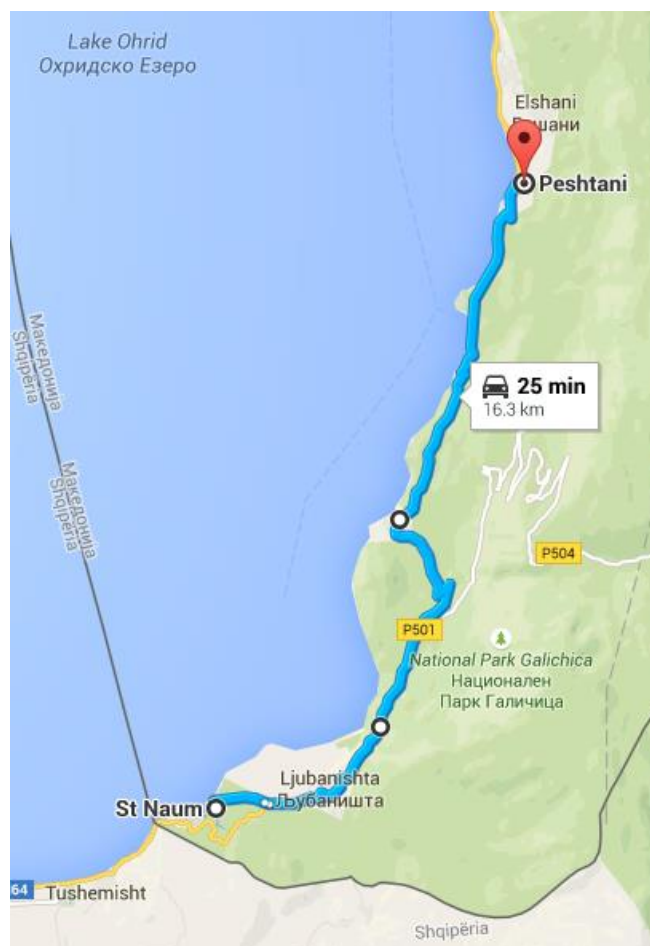 Lake Ohrid
Охридско Езеро
Elshani
Peshtani
Македонија
Shqipëria
25 min
16.3 km
Македонија
Shqipëria
P504
P501
National Park Galichica
Национален
Парк Галичица
Ljubanishta
Љубаништа
St Naum
64
Tushemisht
Shqipëria